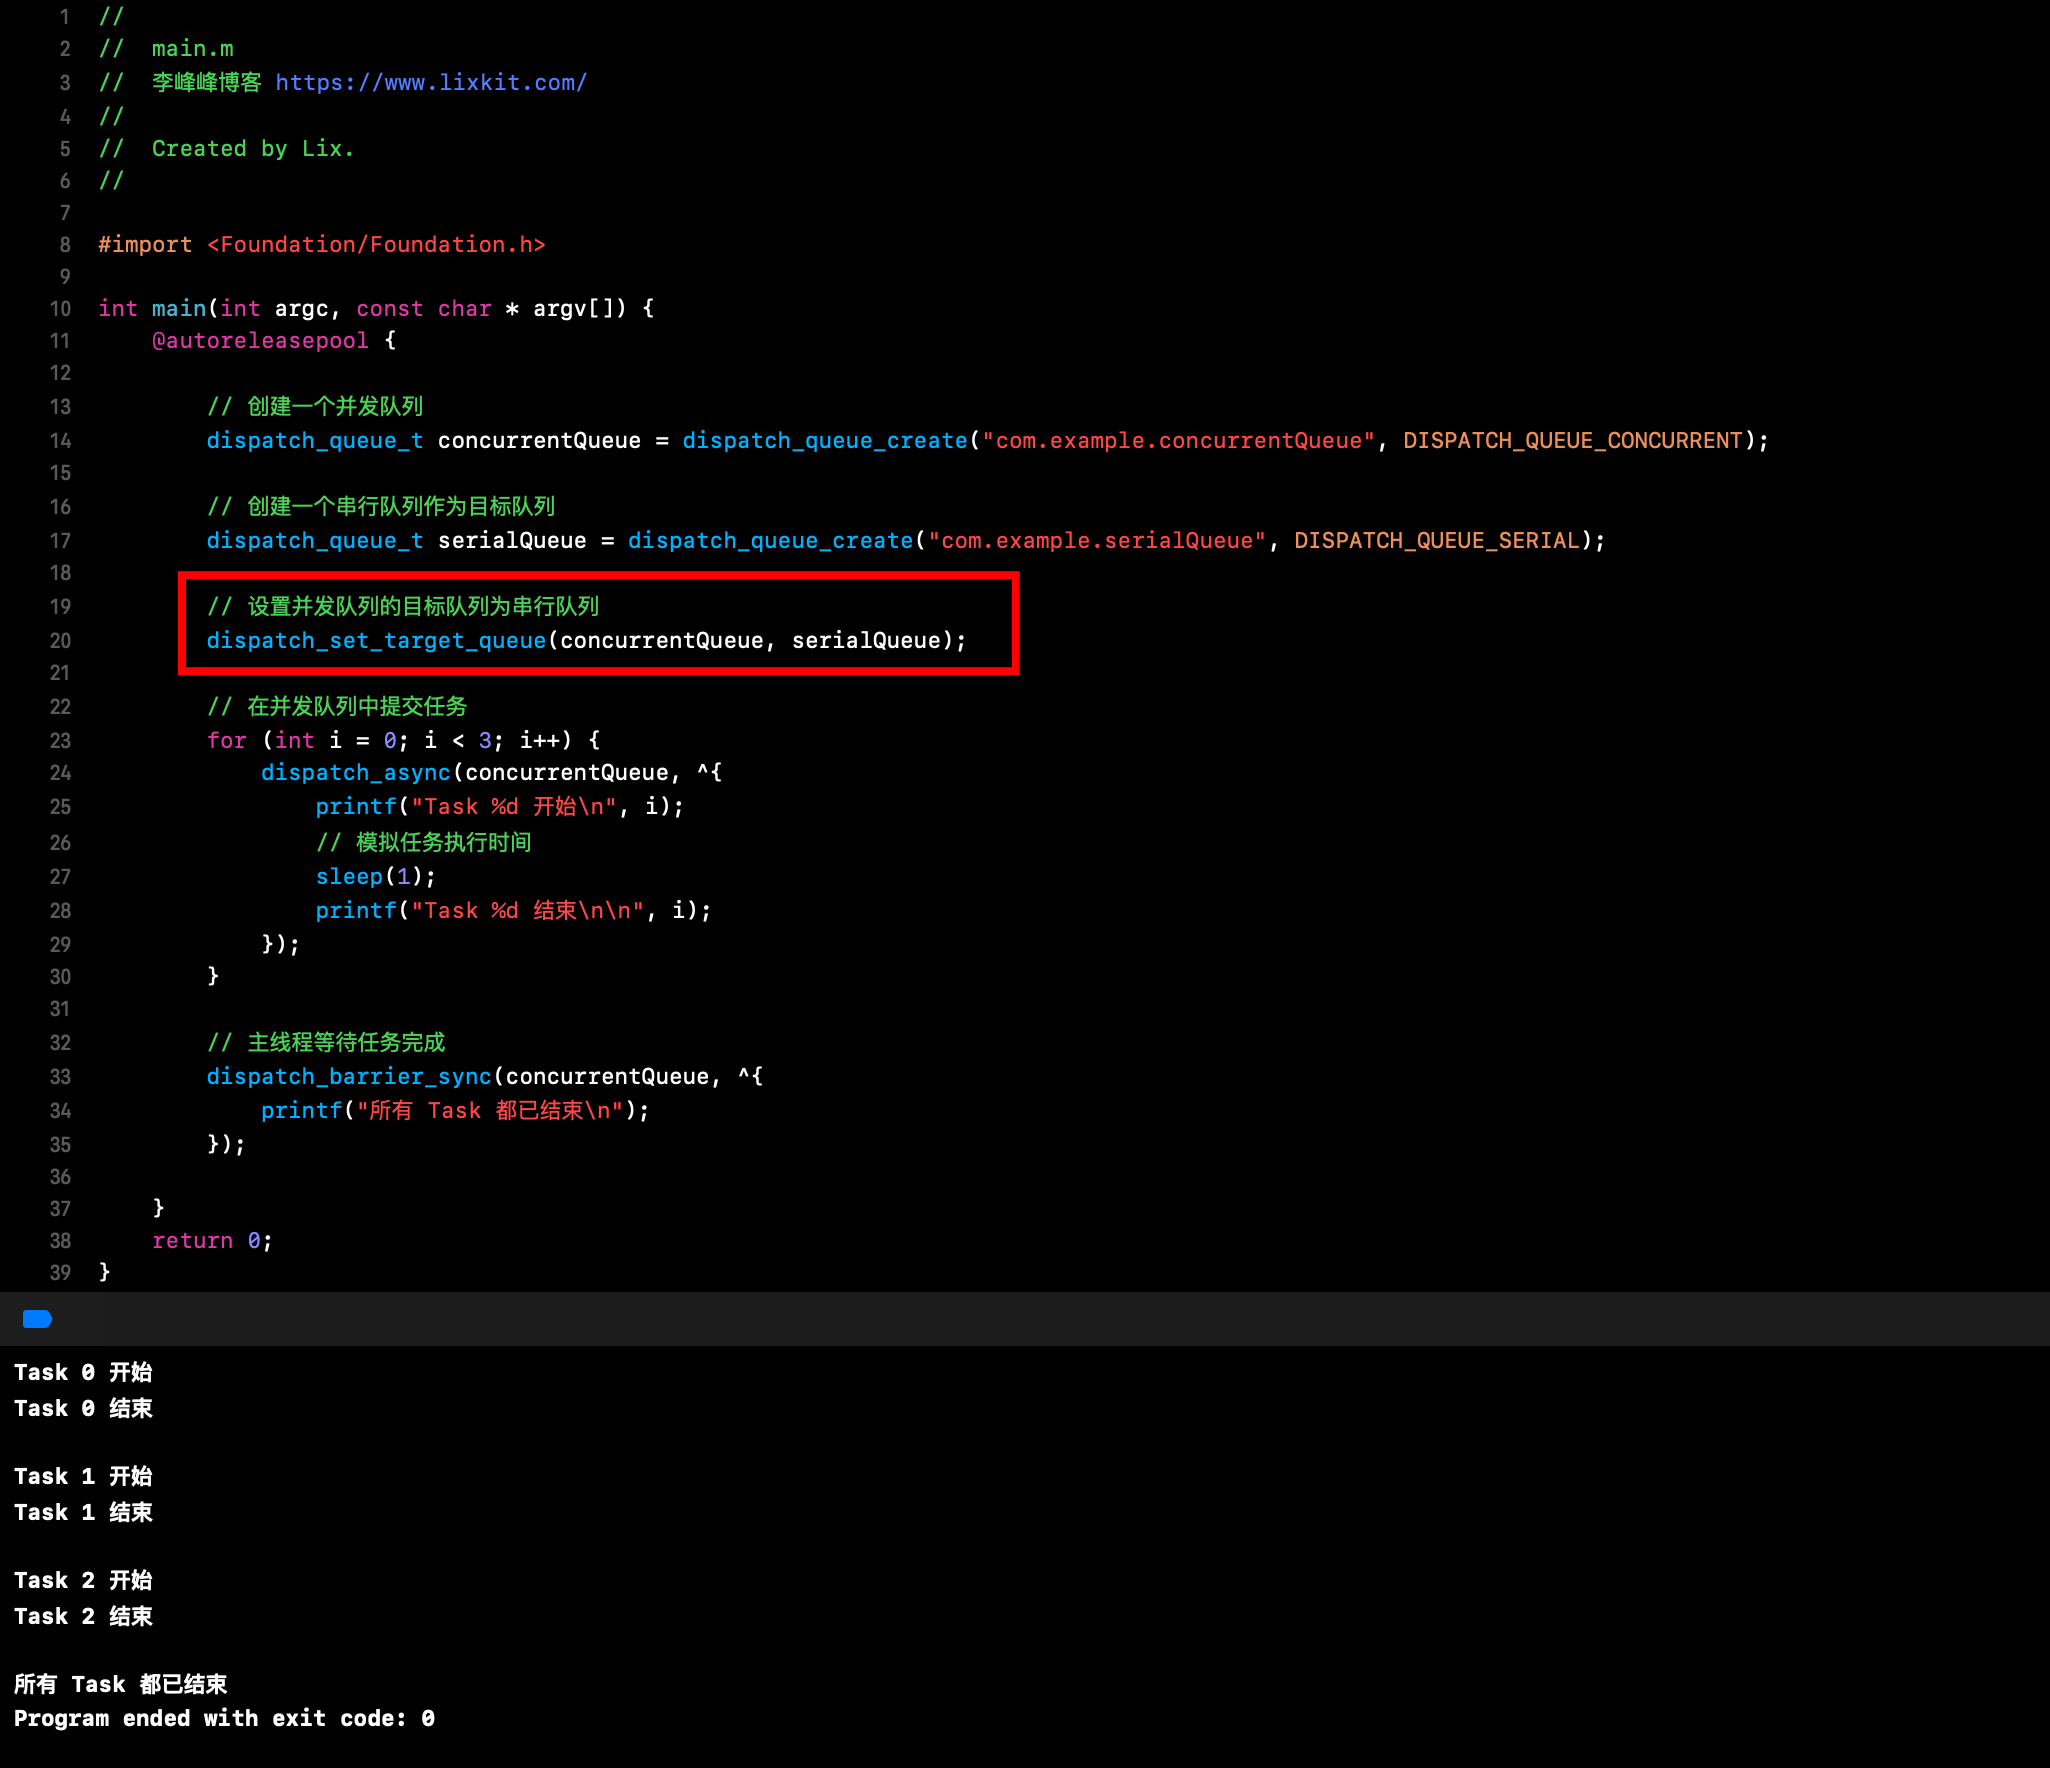 1 //
2 //  main.m
3 //  李峰峰博客 https://www.lixkit.com/
4 //
5 //  Created by Lix.
6 //
7
8 #import <Foundation/Foundation.h>
9
10 int main(int argc, const char * argv[]) {
11     @autoreleasepool {
12
13         // 创建一个并发队列
14         dispatch_queue_t concurrentQueue = dispatch_queue_create("com.example.concurrentQueue", DISPATCH_QUEUE_CONCURRENT);
15
16         // 创建一个串行队列作为目标队列
17         dispatch_queue_t serialQueue = dispatch_queue_create("com.example.serialQueue", DISPATCH_QUEUE_SERIAL);
18
19         // 设置并发队列的目标队列为串行队列
20         dispatch_set_target_queue(concurrentQueue, serialQueue);
21
22         // 在并发队列中提交任务
23         for (int i = 0; i < 3; i++) {
24             dispatch_async(concurrentQueue, ^{
25                 printf("Task %d 开始\n", i);
26                 // 模拟任务执行时间
27                 sleep(1);
28                 printf("Task %d 结束\n\n", i);
29             });
30         }
31
32         // 主线程等待任务完成
33         dispatch_barrier_sync(concurrentQueue, ^{
34             printf("所有 Task 都已结束\n");
35         });
36
37     }
38     return 0;
39 }
Task 0 开始
Task 0 结束
Task 1 开始
Task 1 结束
Task 2 开始
Task 2 结束
所有 Task 都已结束
Program ended with exit code: 0